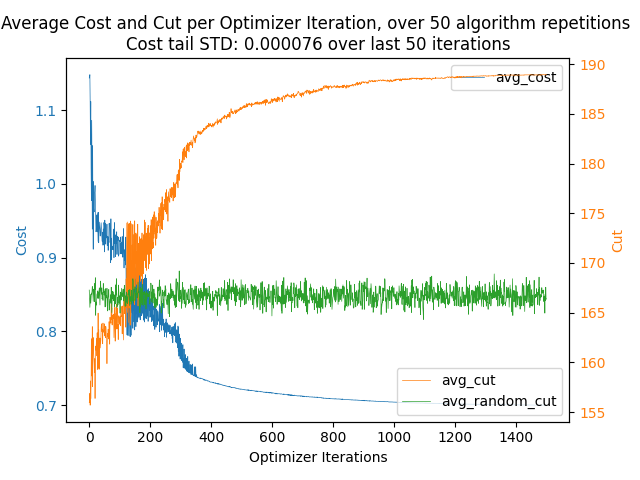 Average Cost and Cut per Optimizer Iteration, over 50 algorithm repetitions
Cost tail STD: 0.000076 over last 50 iterations
avg_cost
1.1
1.0
0.9
0.8
0.7
Cost
190
185
180
175
170
165
160
155
Cut
avg_cut
avg_random_cut
0 200 400 600 800 1000 1200 1400
Optimizer Iterations